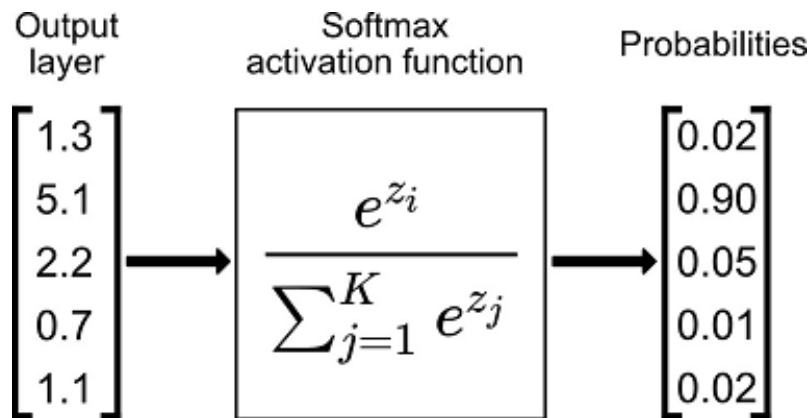 Output
layer
Softmax
activation function
Probabilities
1.3
5.1
2.2
0.7
1.1
e^{z_i}
∑_{j=1}^{K} e^{z_j}
0.02
0.90
0.05
0.01
0.02